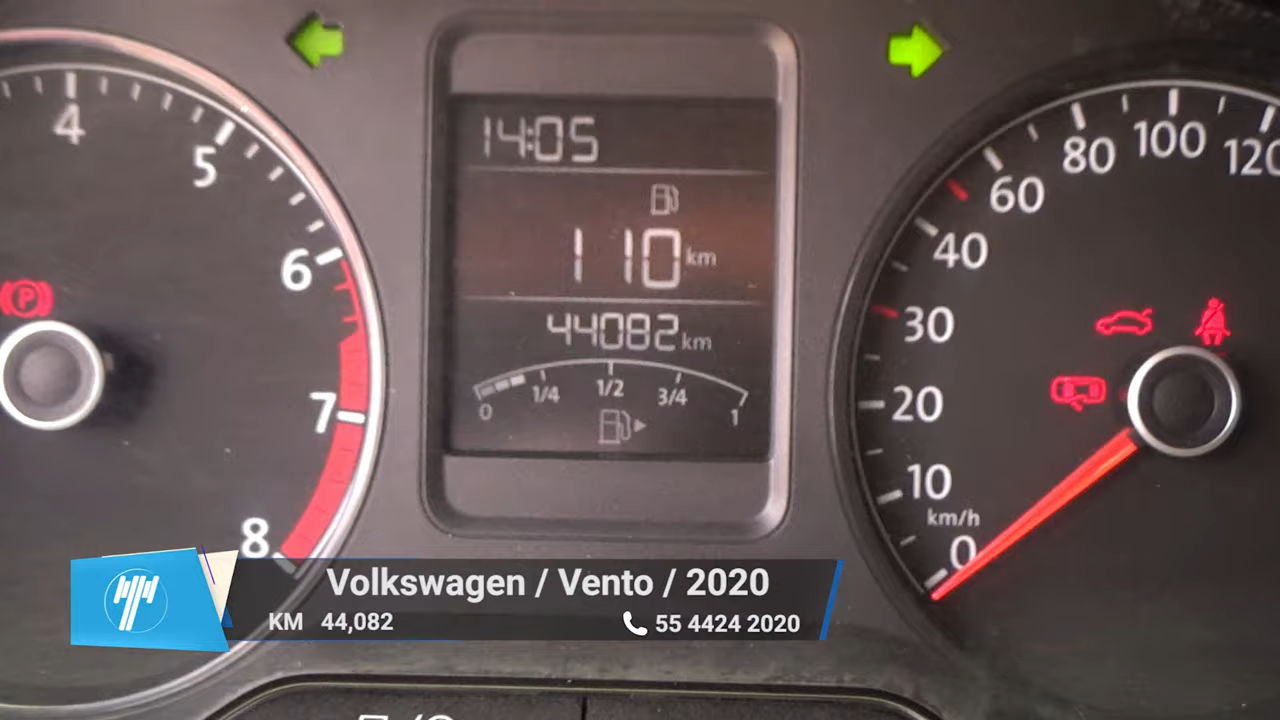 4
5
6
7
8
P
14:05
110 km
44082 km
0 1/4 1/2 3/4 1
0
10
20
30
40
60
80
100
120
km/h
Volkswagen / Vento / 2020
KM 44,082
55 4424 2020